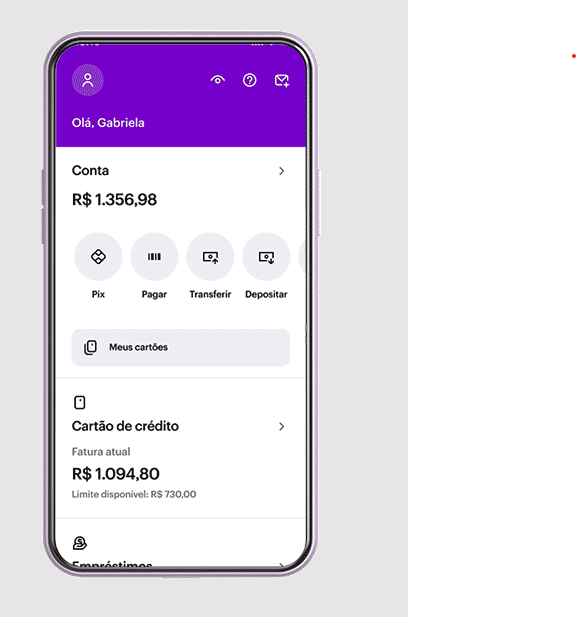 Olá, Gabriela
Conta
R$ 1.356,98
Pix
Pagar
Transferir
Depositar
Meus cartões
Cartão de crédito
Fatura atual
R$ 1.094,80
Limite disponível: R$ 730,00
Empréstimos